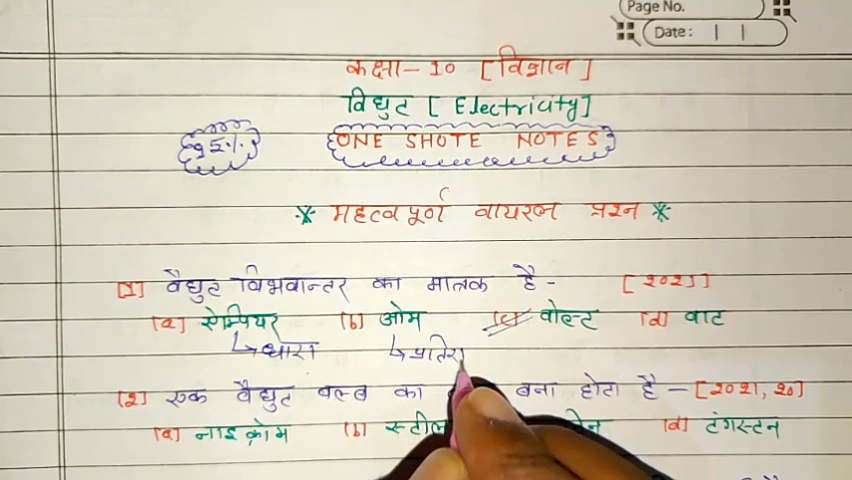 Page No.
Date:
कक्षा - 10 [विज्ञान]
विधुट [Electricity]
95%
ONE SHOTE NOTES
* महत्वपूर्ण वायरल प्रश्न *
[1] वैधुट विभवान्तर का मात्रक है - [2021]
(a) ऐम्पियर (b) ओम (c) वोल्ट (d) वाट
↳ धारा ↳ प्रतिरो
(2) एक वैधुट बल्ब का बना होता है - [2021, 20]
(a) नाइक्रोम (b) स्टील (d) टंगस्टन